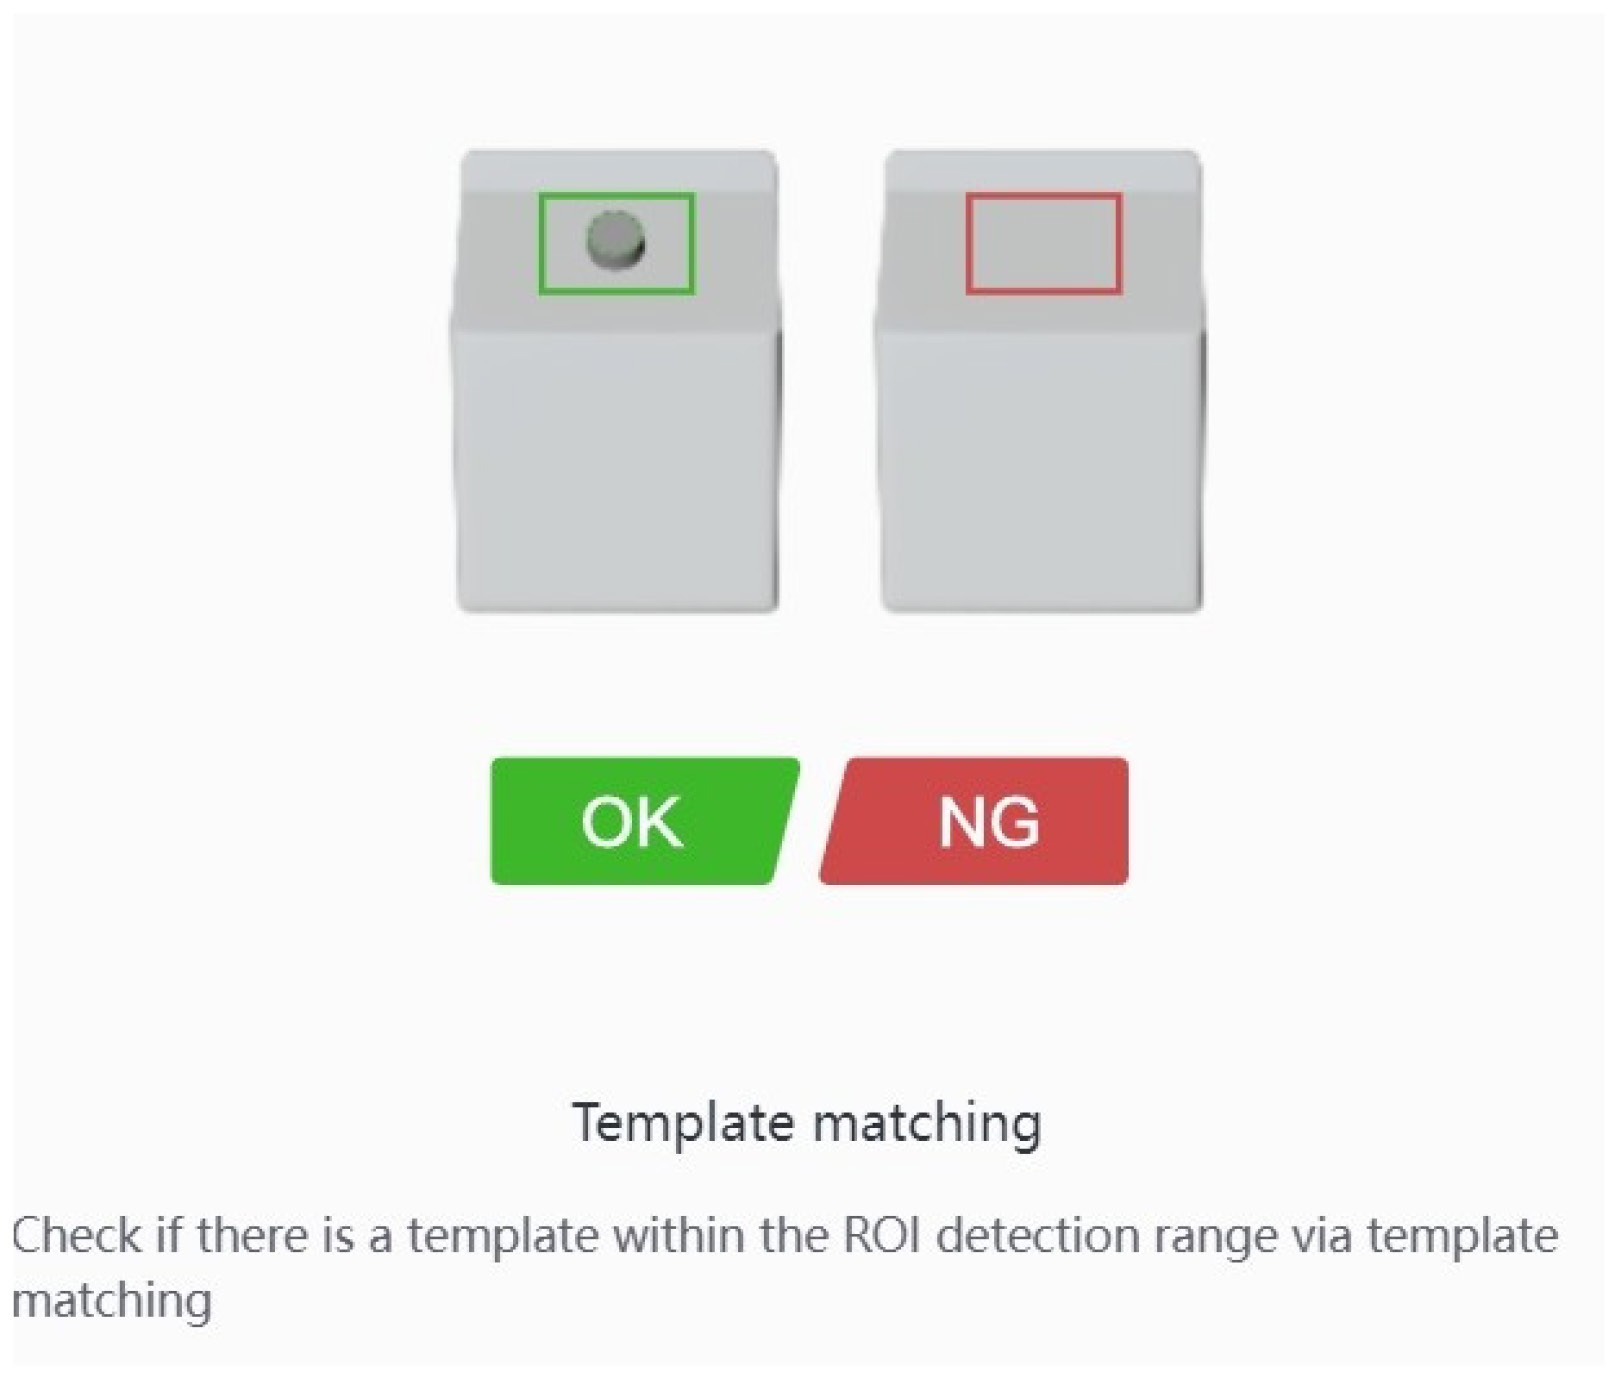 OK NG
Template matching
Check if there is a template within the ROI detection range via template
matching